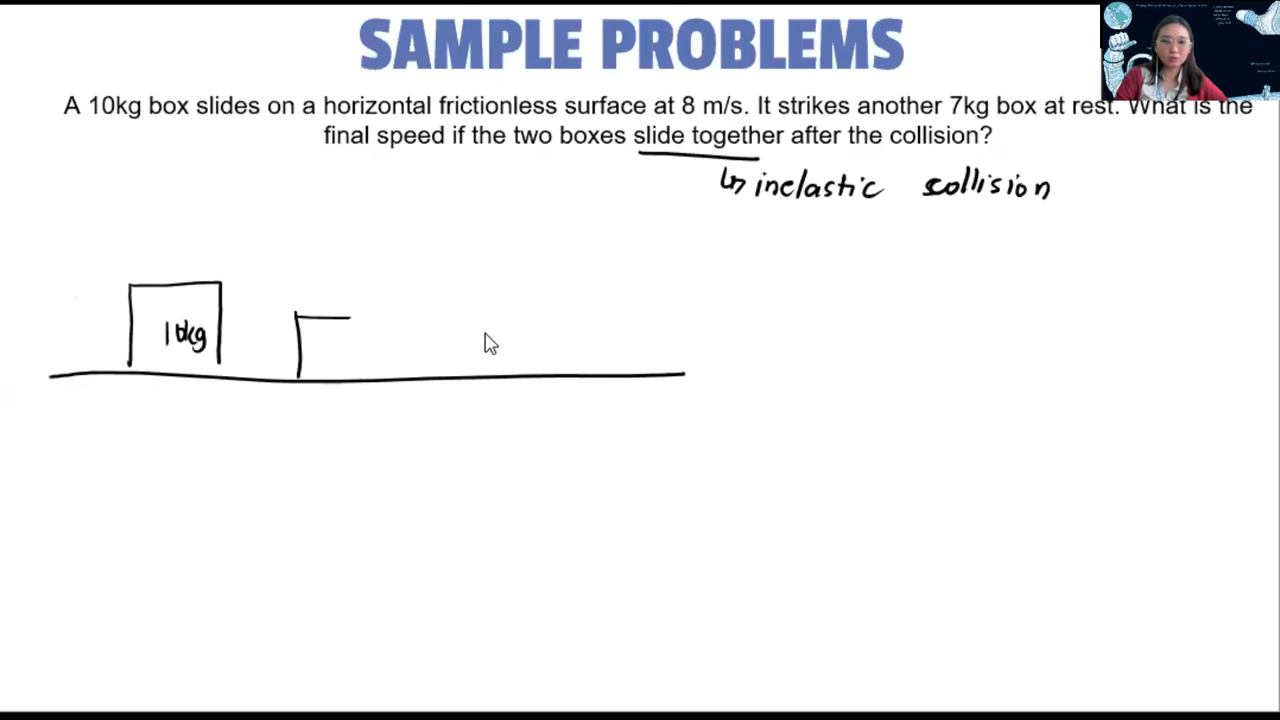 SAMPLE PROBLEMS
A 10kg box slides on a horizontal frictionless surface at 8 m/s. It strikes another 7kg box at rest. What is the
final speed if the two boxes slide together after the collision?
↳ inelastic collision
10kg